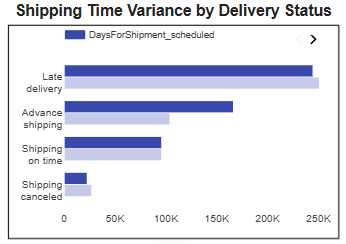 Shipping Time Variance by Delivery Status
DaysForShipment_scheduled
Late
delivery
Advance
shipping
Shipping
on time
Shipping
canceled
0 50K 100K 150K 200K 250K